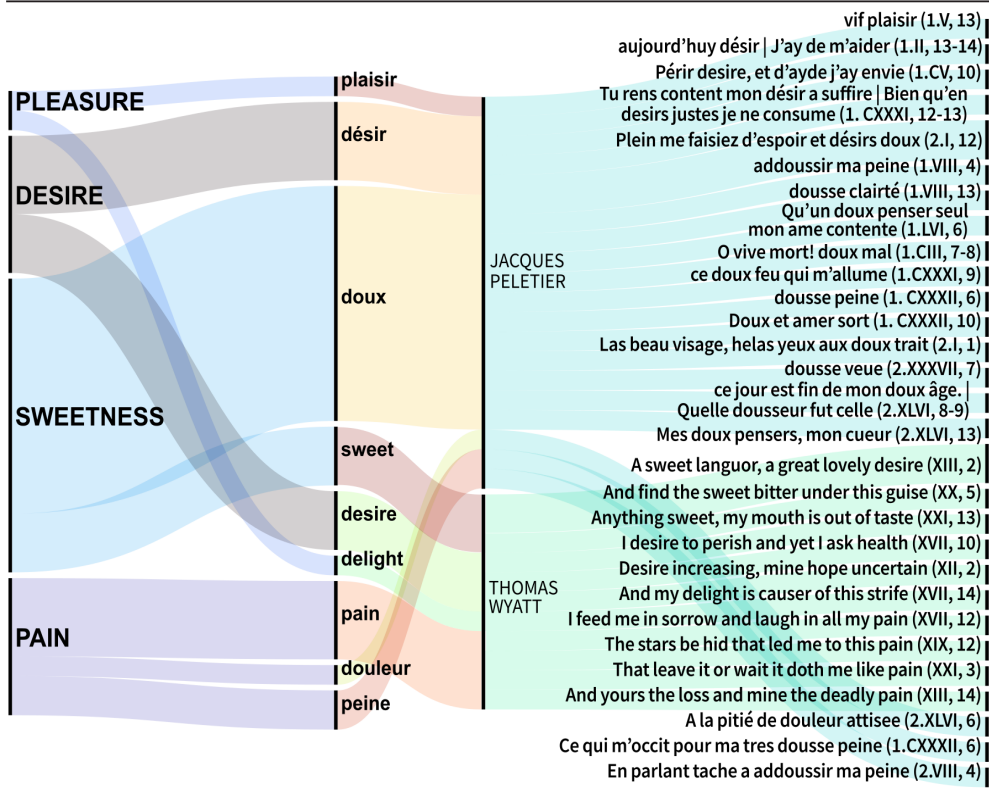 PLEASURE
DESIRE
SWEETNESS
PAIN
plaisir
désir
doux
sweet
desire
delight
pain
douleur
peine
JACQUES
PELETIER
THOMAS
WYATT
vif plaisir (1.V, 13)
aujourd'huy désir | J'ay de m'aider (1.II, 13-14)
Périr desire, et d'ayde j'ay envie (1.CV, 10)
Tu rens content mon désir a suffire | Bien qu'en
desirs justes je ne consume (1. CXXXI, 12-13)
Plein me faisiez d'espoir et désirs doux (2.I, 12)
addoussir ma peine (1.VIII, 4)
dousse clairté (1.VIII, 13)
Qu'un doux penser seul
mon ame contente (1.LVI, 6)
O vive mort! doux mal (1.CIII, 7-8)
ce doux feu qui m'allume (1.CXXXI, 9)
dousse peine (1. CXXXII, 6)
Doux et amer sort (1. CXXXII, 10)
Las beau visage, helas yeux aux doux trait (2.I, 1)
dousse veue (2.XXXVII, 7)
ce jour est fin de mon doux âge. |
Quelle dousseur fut celle (2.XLVI, 8-9)
Mes doux pensers, mon cueur (2.XLVI, 13)
A sweet languor, a great lovely desire (XIII, 2)
And find the sweet bitter under this guise (XX, 5)
Anything sweet, my mouth is out of taste (XXI, 13)
I desire to perish and yet I ask health (XVII, 10)
Desire increasing, mine hope uncertain (XII, 2)
And my delight is causer of this strife (XVII, 14)
I feed me in sorrow and laugh in all my pain (XVII, 12)
The stars be hid that led me to this pain (XIX, 12)
That leave it or wait it doth me like pain (XXI, 3)
And yours the loss and mine the deadly pain (XIII, 14)
A la pitié de douleur attisee (2.XLVI, 6)
Ce qui m'occit pour ma tres dousse peine (1.CXXXII, 6)
En parlant tache a addoussir ma peine (2.VIII, 4)